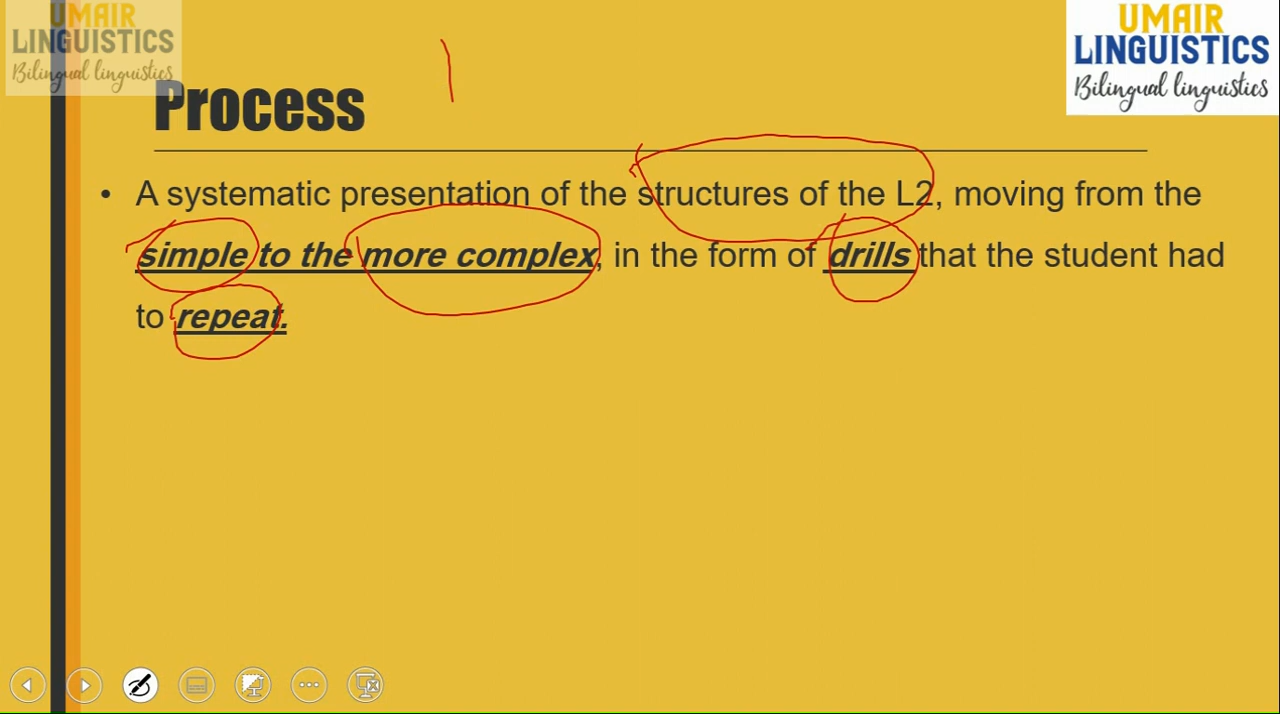 UMAIR
LINGUISTICS
Bilingual linguistics
UMAIR
LINGUISTICS
Bilingual linguistics
Process
• A systematic presentation of the structures of the L2, moving from the
simple to the more complex, in the form of drills that the student had
to repeat.